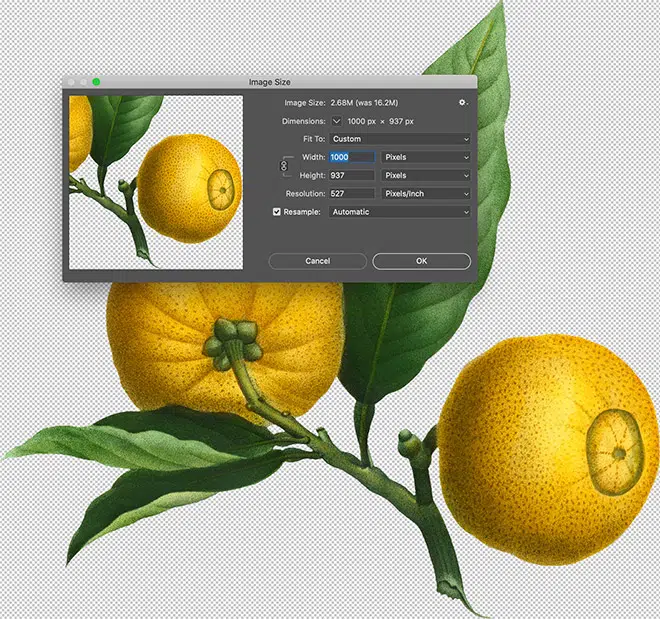 Image Size
Image Size: 2.68M (was 16.2M)
Dimensions: 1000 px × 937 px
Fit To: Custom
Width: 1000 Pixels
Height: 937 Pixels
Resolution: 527 Pixels/Inch
Resample: Automatic
Cancel OK